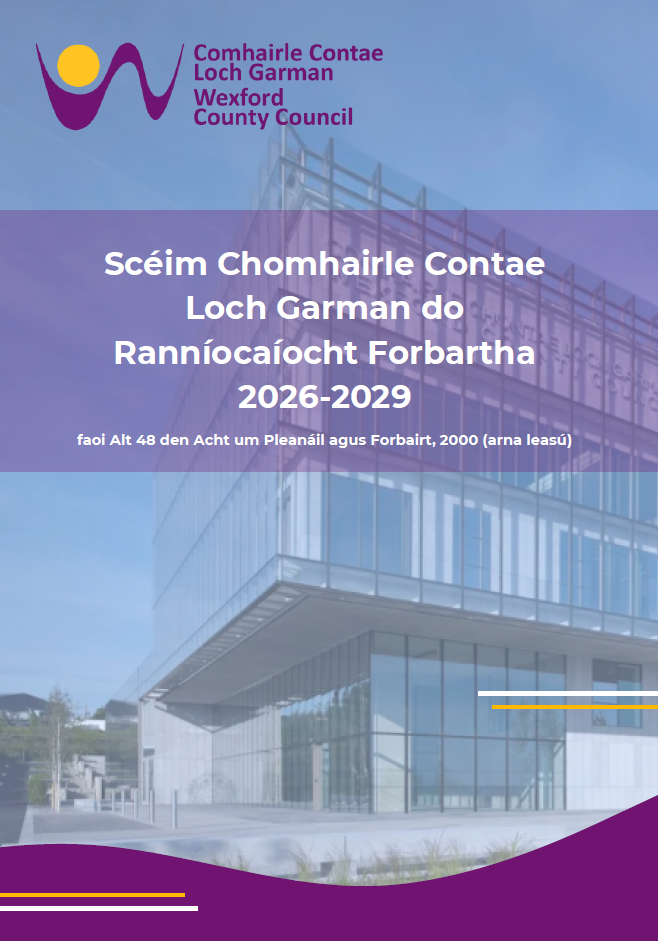 Comhairle Contae
Loch Garman
Wexford
County Council
Scéim Chomhairle Contae
Loch Garman do
Ranníocaíocht Forbartha
2026-2029
faoi Alt 48 den Acht um Pleanáil agus Forbairt, 2000 (arna leasú)